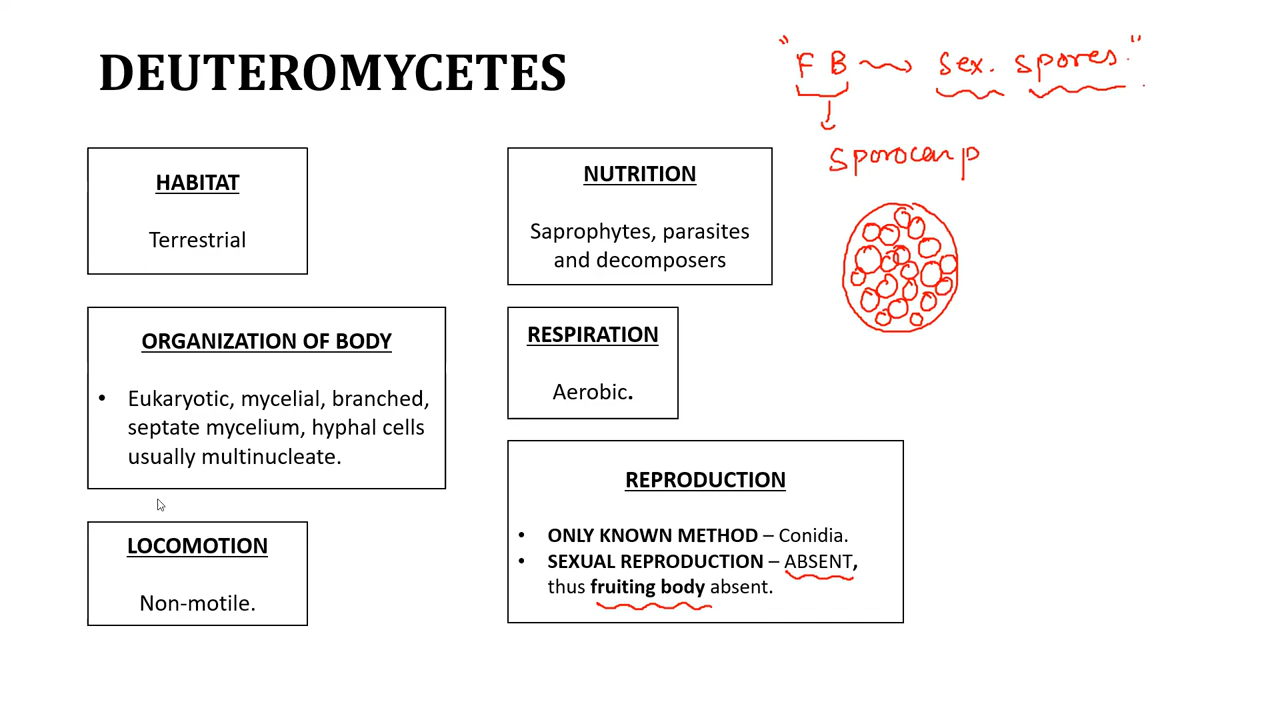 DEUTEROMYCETES
" F B → Sex. Spores. "
Sporocarp
HABITAT
Terrestrial
NUTRITION
Saprophytes, parasites
and decomposers
ORGANIZATION OF BODY
• Eukaryotic, mycelial, branched,
septate mycelium, hyphal cells
usually multinucleate.
RESPIRATION
Aerobic.
LOCOMOTION
Non-motile.
REPRODUCTION
• ONLY KNOWN METHOD – Conidia.
• SEXUAL REPRODUCTION – ABSENT,
thus fruiting body absent.